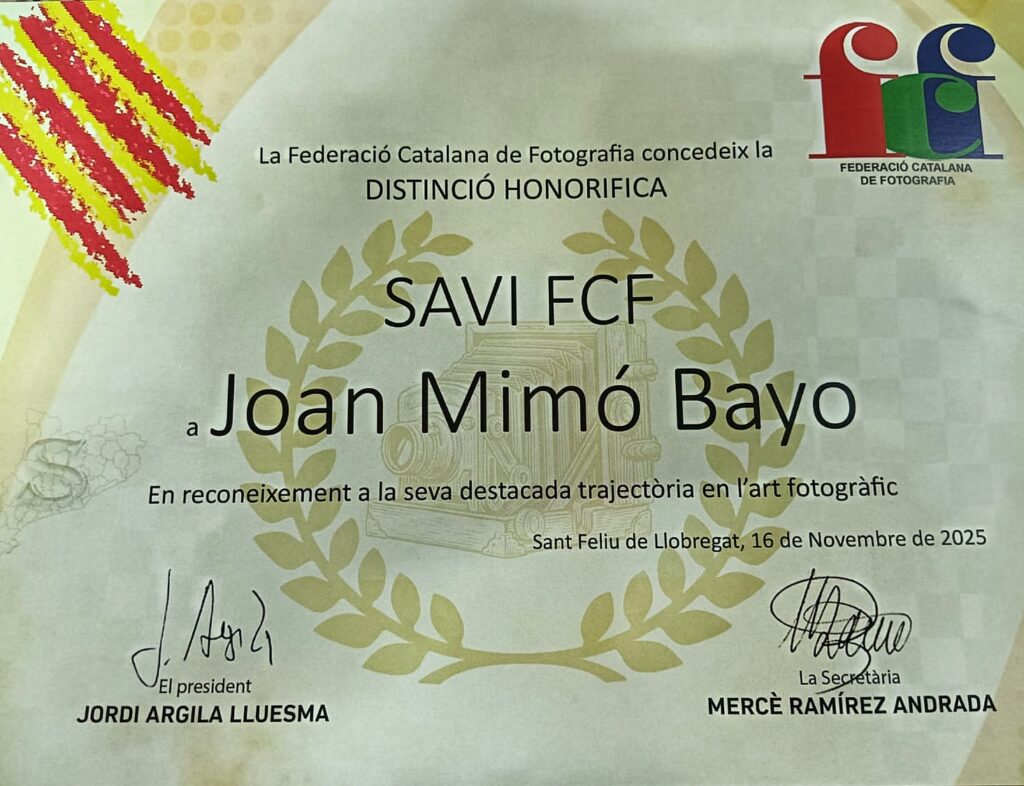 FEDERACIÓ CATALANA
DE FOTOGRAFIA
La Federació Catalana de Fotografia concedeix la
DISTINCIÓ HONORIFICA
SAVI FCF
a Joan Mimó Bayo
En reconeixement a la seva destacada trajectòria en l'art fotogràfic
Sant Feliu de Llobregat, 16 de Novembre de 2025
El president
JORDI ARGILA LLUESMA
La Secretària
MERCÈ RAMÍREZ ANDRADA